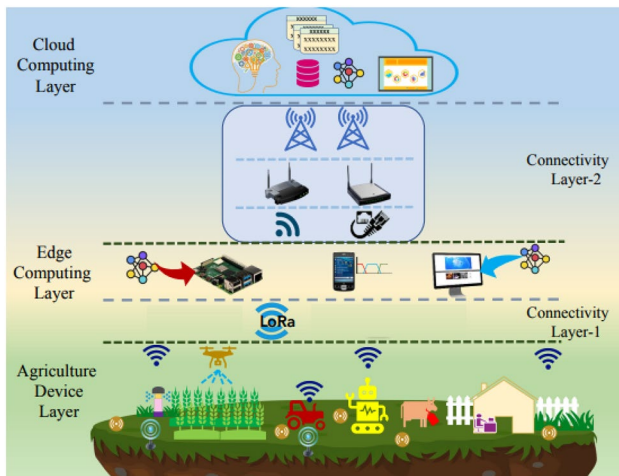 Cloud
Computing
Layer
Connectivity
Layer-2
Edge
Computing
Layer
LoRa
Connectivity
Layer-1
Agriculture
Device
Layer